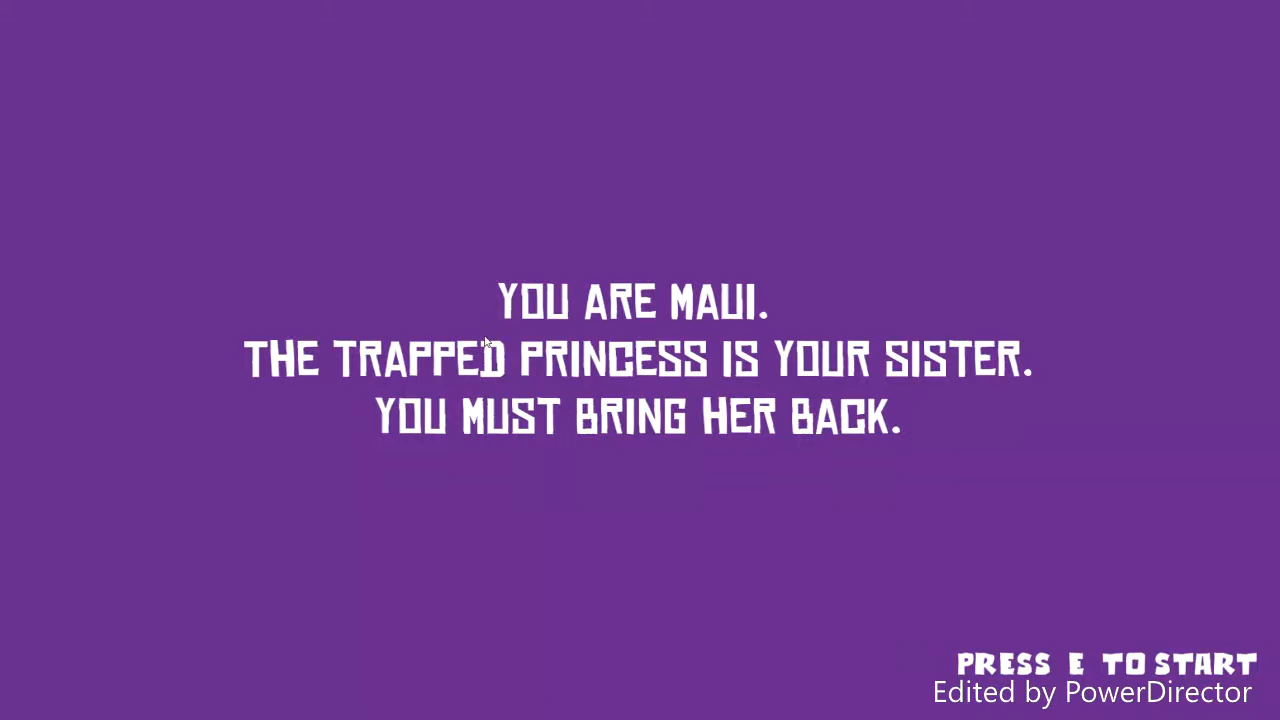 YOU ARE MAUI.
THE TRAPPED PRINCESS IS YOUR SISTER.
YOU MUST BRING HER BACK.
PRESS E TO START
Edited by PowerDirector